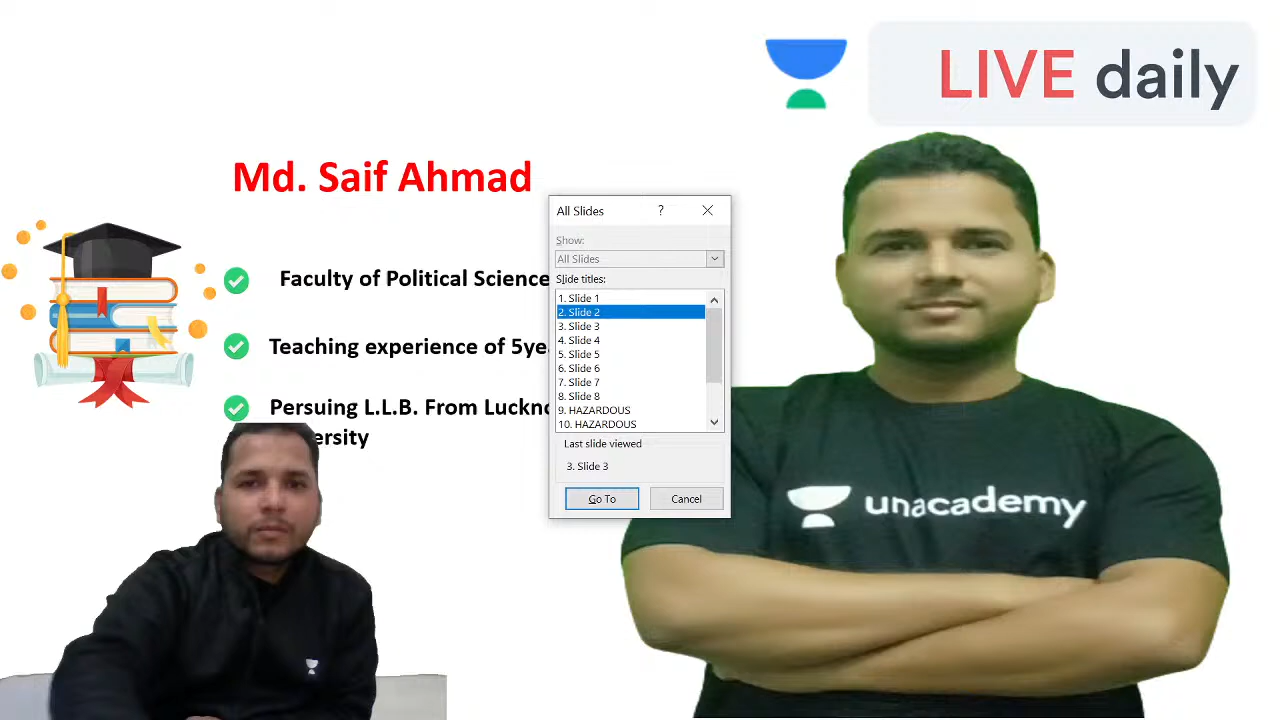 LIVE daily
Md. Saif Ahmad
Faculty of Political Science
Teaching experience of
Persuing L.L.B. From
All Slides ?
Show:
All Slides
Slide titles:
1. Slide 1
2. Slide 2
3. Slide 3
4. Slide 4
5. Slide 5
6. Slide 6
7. Slide 7
8. Slide 8
9. HAZARDOUS
10. HAZARDOUS
Last slide viewed
3. Slide 3
Go To Cancel
unacademy